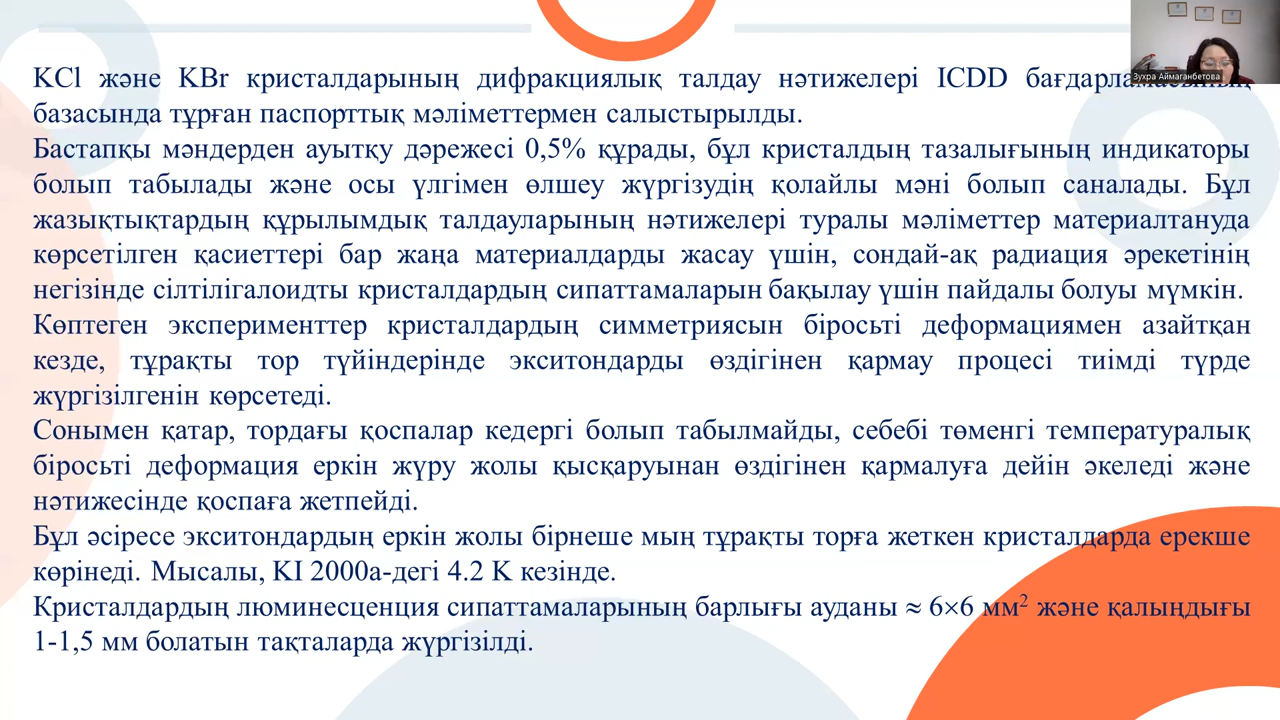 KCl және KBr кристалдарының дифракциялық талдау нәтижелері ICDD бағдарламасының
базасында тұрған паспорттық мәліметтермен салыстырылды.
Бастапқы мәндерден ауытқу дәрежесі 0,5% құрады, бұл кристалдың тазалығының индикаторы
болып табылады және осы үлгімен өлшеу жүргізудің қолайлы мәні болып саналады. Бұл
жазықтықтардың құрылымдық талдауларының нәтижелері туралы мәліметтер материалтануда
көрсетілген қасиеттері бар жаңа материалдарды жасау үшін, сондай-ақ радиация әрекетінің
негізінде сілтілігалоидты кристалдардың сипаттамаларын бақылау үшін пайдалы болуы мүмкін.
Көптеген эксперименттер кристалдардың симметриясын біросьті деформациямен азайтқан
кезде, тұрақты тор түйіндерінде экситондарды өздігінен қармау процесі тиімді түрде
жүргізілгенін көрсетеді.
Сонымен қатар, тордағы қоспалар кедергі болып табылмайды, себебі төменгі температуралық
біросьті деформация еркін жүру жолы қысқаруынан өздігінен қармалуға дейін әкеледі және
нәтижесінде қоспаға жетпейді.
Бұл әсіресе экситондардың еркін жолы бірнеше мың тұрақты торға жеткен кристалдарда ерекше
көрінеді. Мысалы, KI 2000a-дегі 4.2 K кезінде.
Кристалдардың люминесценция сипаттамаларының барлығы ауданы ≈ 6×6 мм² және қалыңдығы
1-1,5 мм болатын тақталарда жүргізілді.
Зухра Аймаганбетова